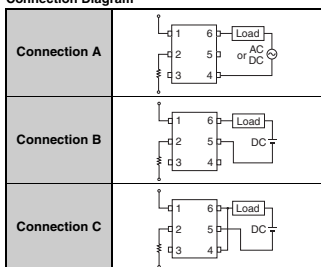 Connection Diagram
Connection A
1 6 Load
2 5 or AC DC
3 4
Connection B
1 6 Load
2 5 DC
3 4
Connection C
1 6 Load
2 5 DC
3 4